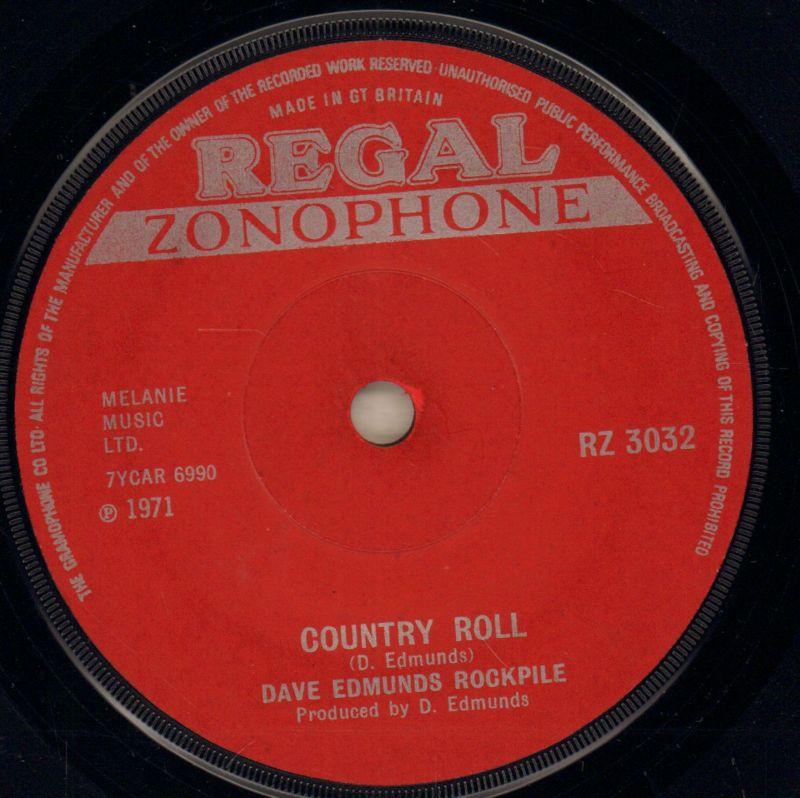 THE GRAMOPHONE CO LTD · ALL RIGHTS OF THE MANUFACTURER AND OF THE OWNER OF THE RECORDED WORK RESERVED · UNAUTHORISED PUBLIC PERFORMANCE BROADCASTING AND COPYING OF THIS RECORD PROHIBITED
MADE IN GT BRITAIN
REGAL
ZONOPHONE
MELANIE
MUSIC
LTD.
7YCAR 6990
℗ 1971
RZ 3032
COUNTRY ROLL
(D. Edmunds)
DAVE EDMUNDS ROCKPILE
Produced by D. Edmunds